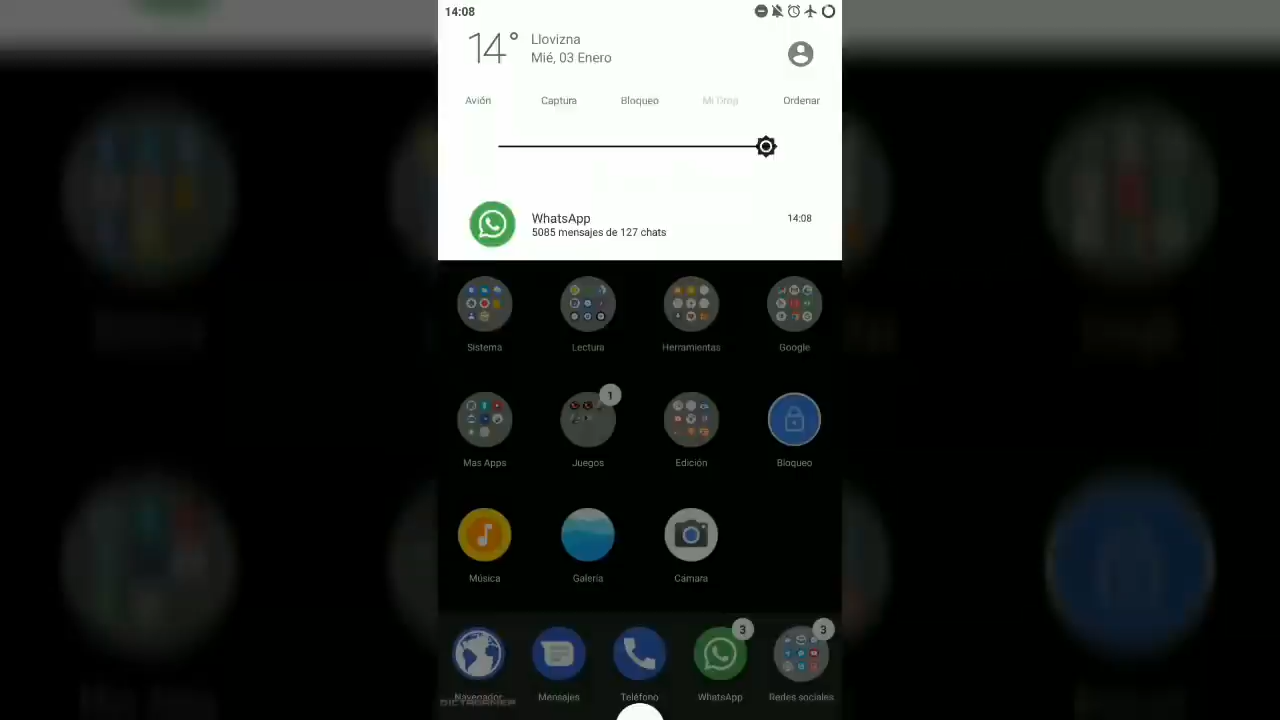 14:08
14°
Llovizna
Mié, 03 Enero
Avión Captura Bloqueo Mi Drop Ordenar
WhatsApp 14:08
5085 mensajes de 127 chats
Sistema Lectura Herramientas Google
1
Mas Apps Juegos Edición Bloqueo
Música Galería Cámara
3 3
Navegador Mensajes Teléfono WhatsApp Redes sociales